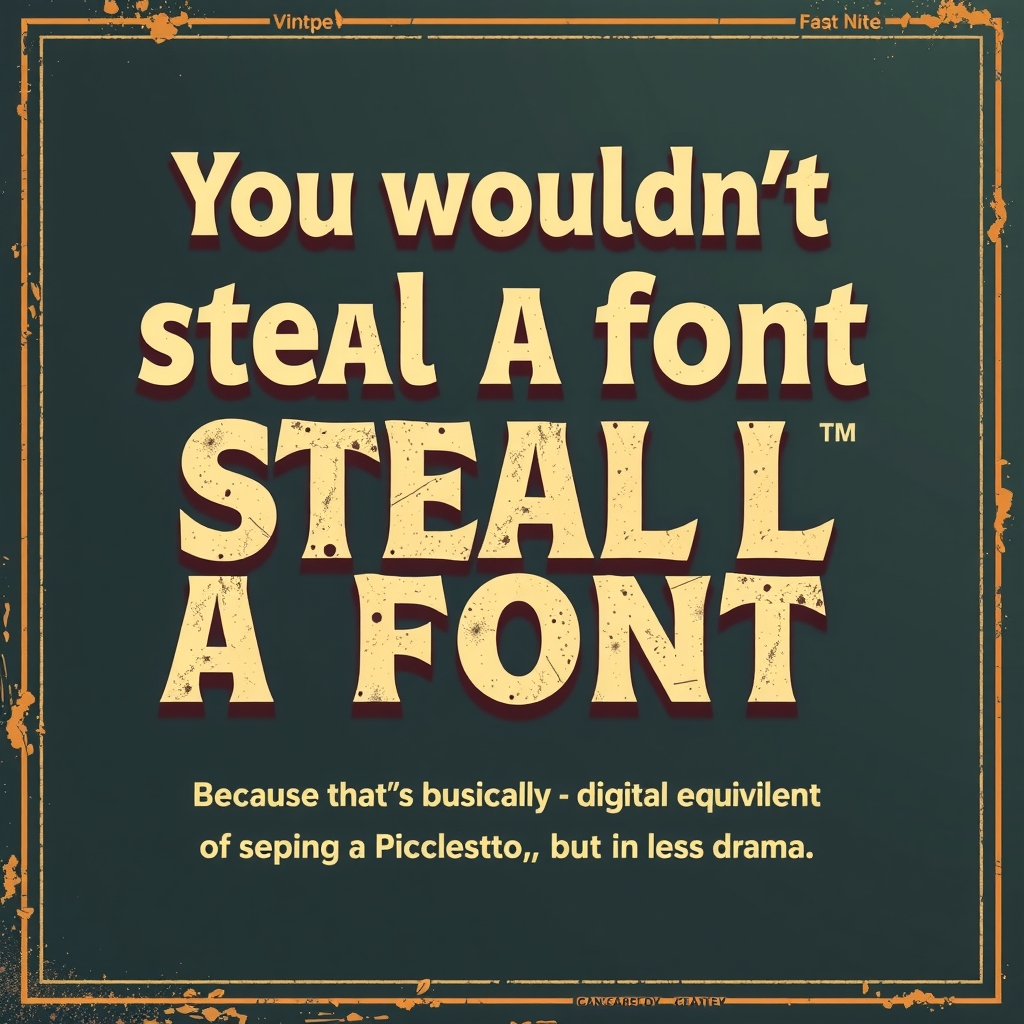 Vintpe Fast Nite
You wouldn't
steAl A font
STEAL L ™
A FONT
Because that"s busically - digital equivilent
of seping a Picclestto,, but in less drama.